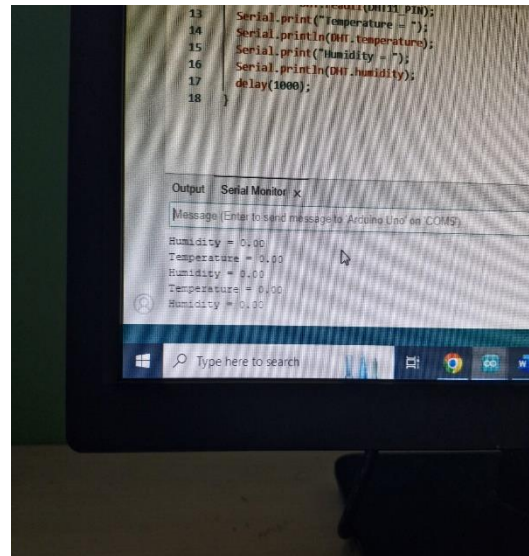 13 DHT11_PIN);
14 Serial.print("Temperature = ");
15 Serial.println(DHT.temperature);
16 Serial.print("Humidity = ");
17 Serial.println(DHT.humidity);
18 delay(1000);
}
Output Serial Monitor x
Message (Enter to send message to 'Arduino Uno' on 'COM5')
Humidity = 0.00
Temperature = 0.00
Humidity = 0.00
Temperature = 0.00
Humidity = 0.00
Type here to search
W